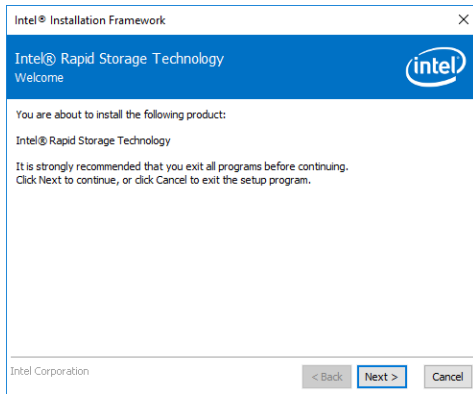 Intel® Installation Framework
Intel® Rapid Storage Technology
Welcome
intel
You are about to install the following product:
Intel® Rapid Storage Technology
It is strongly recommended that you exit all programs before continuing.
Click Next to continue, or click Cancel to exit the setup program.
Intel Corporation
< Back Next > Cancel